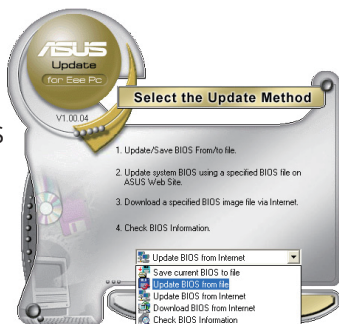 ASUS
Update
for Eee Pc
V1.00.04
Select the Update Method
S
1. Update/Save BIOS From/to file.
2. Update system BIOS using a specified BIOS file on
ASUS Web Site.
3. Download a specified BIOS image file via Internet.
4. Check BIOS Information.
Update BIOS from Internet
Save current BIOS to file
Update BIOS from file
Update BIOS from Internet
Download BIOS from Internet
Check BIOS Information